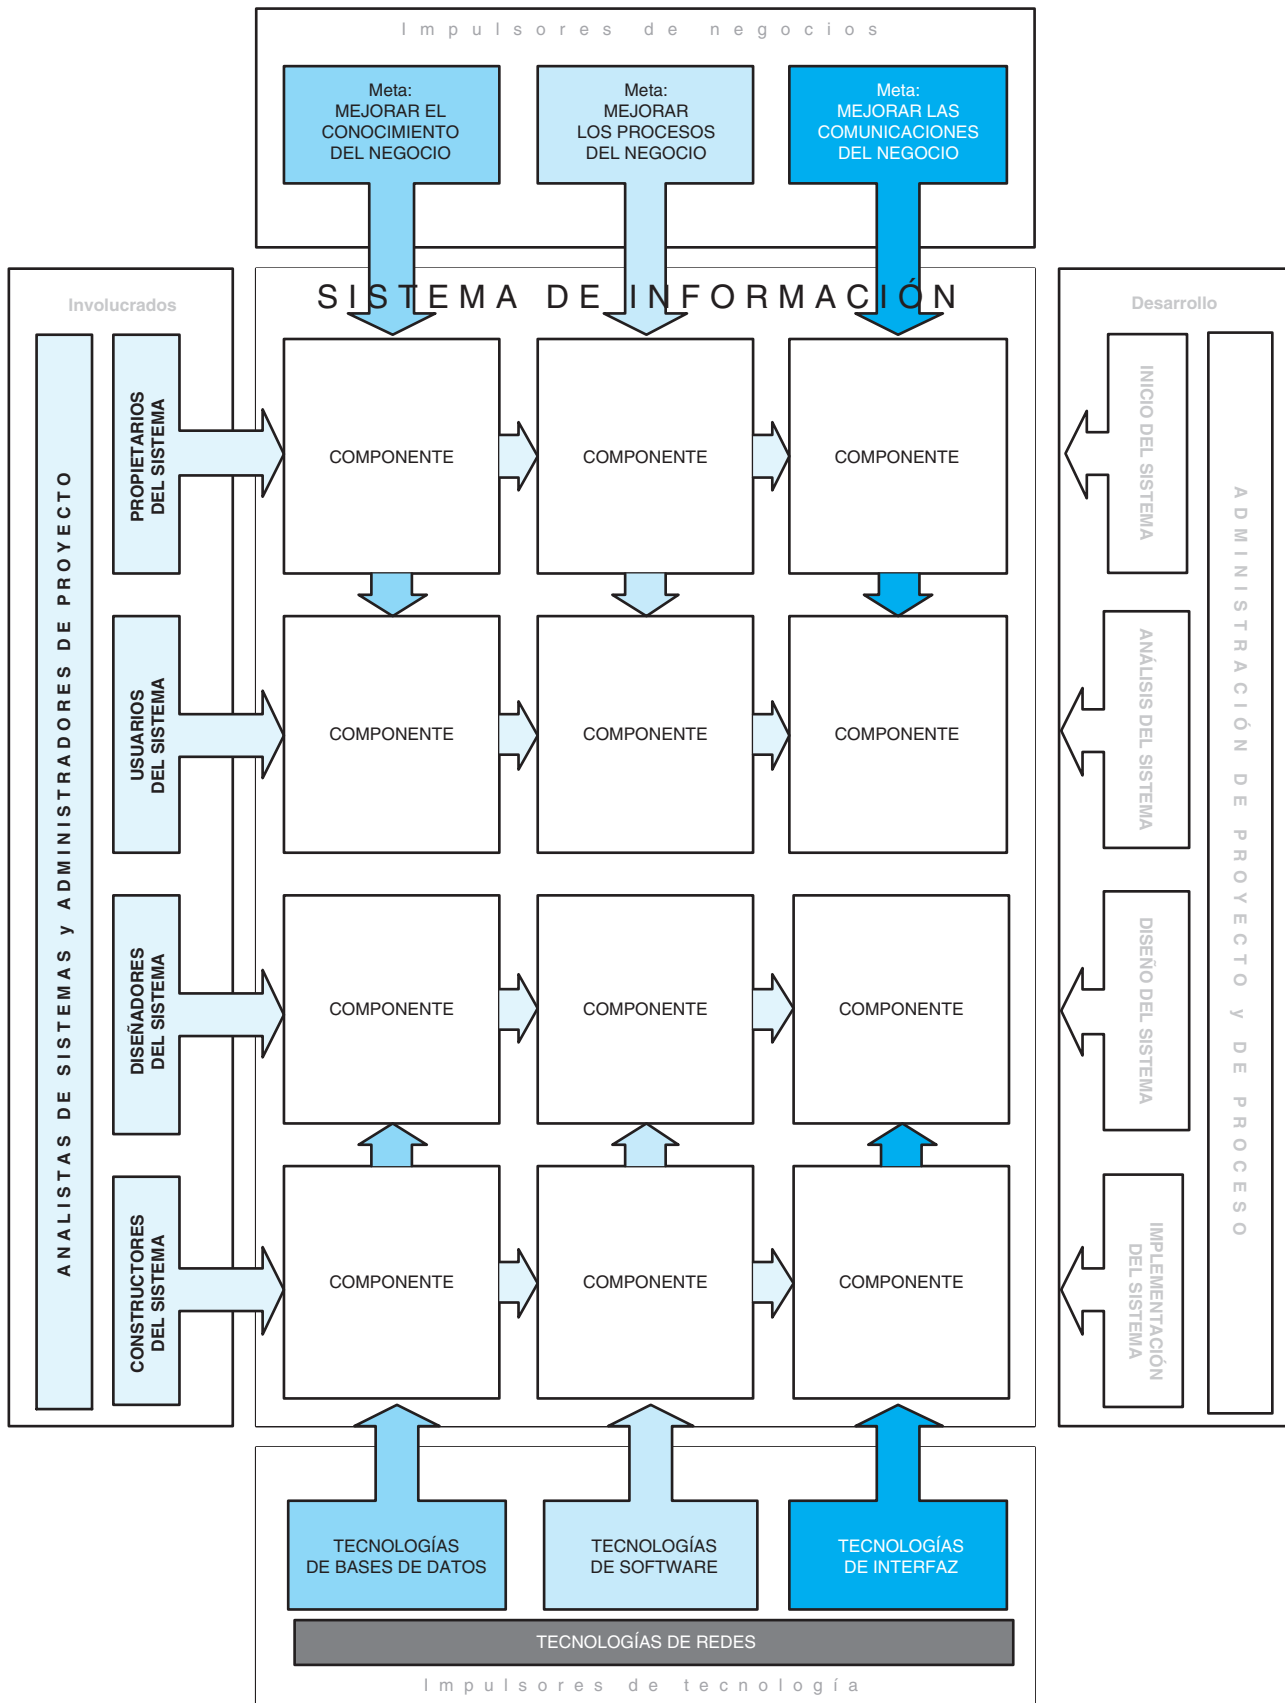 Impulsores de negocios
Meta:
MEJORAR EL
CONOCIMIENTO
DEL NEGOCIO
Meta:
MEJORAR
LOS PROCESOS
DEL NEGOCIO
Meta:
MEJORAR LAS
COMUNICACIONES
DEL NEGOCIO
Involucrados
SISTEMA DE INFORMACIÓN
Desarrollo
ANALISTAS DE SISTEMAS y ADMINISTRADORES DE PROYECTO
PROPIETARIOS
DEL SISTEMA
COMPONENTE
COMPONENTE
COMPONENTE
INICIO DEL SISTEMA
ADMINISTRACIÓN DE PROYECTO y DE PROCESO
USUARIOS
DEL SISTEMA
COMPONENTE
COMPONENTE
COMPONENTE
ANÁLISIS DEL SISTEMA
DISEÑADORES
DEL SISTEMA
COMPONENTE
COMPONENTE
COMPONENTE
DISEÑO DEL SISTEMA
CONSTRUCTORES
DEL SISTEMA
COMPONENTE
COMPONENTE
COMPONENTE
IMPLEMENTACIÓN
DEL SISTEMA
TECNOLOGÍAS
DE BASES DE DATOS
TECNOLOGÍAS
DE SOFTWARE
TECNOLOGÍAS
DE INTERFAZ
TECNOLOGÍAS DE REDES
Impulsores de tecnología